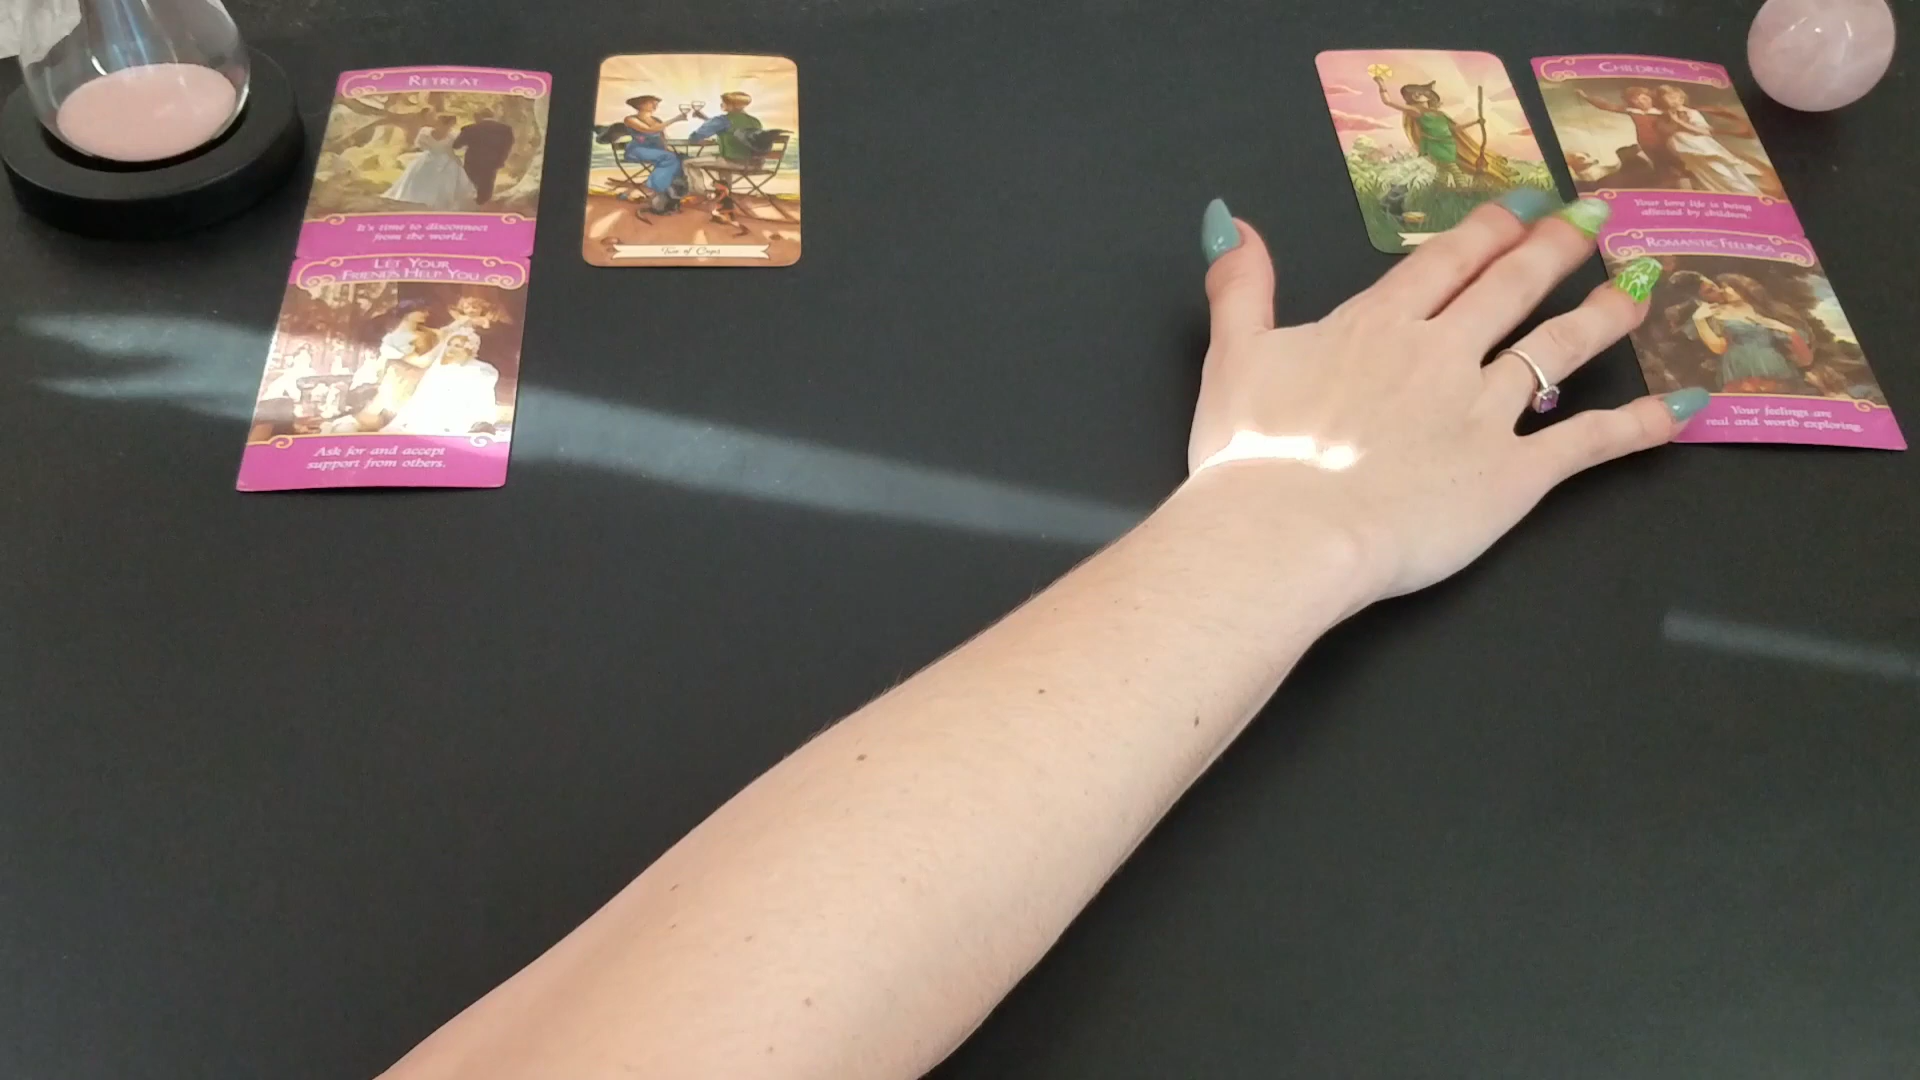 RETREAT
It's time to disconnect
from the world.
LET YOUR
FRIENDS HELP YOU
Ask for and accept
support from others.
Two of Cups
CHILDREN
Your love life is being
affected by children.
ROMANTIC FEELINGS
Your feelings are
real and worth exploring.